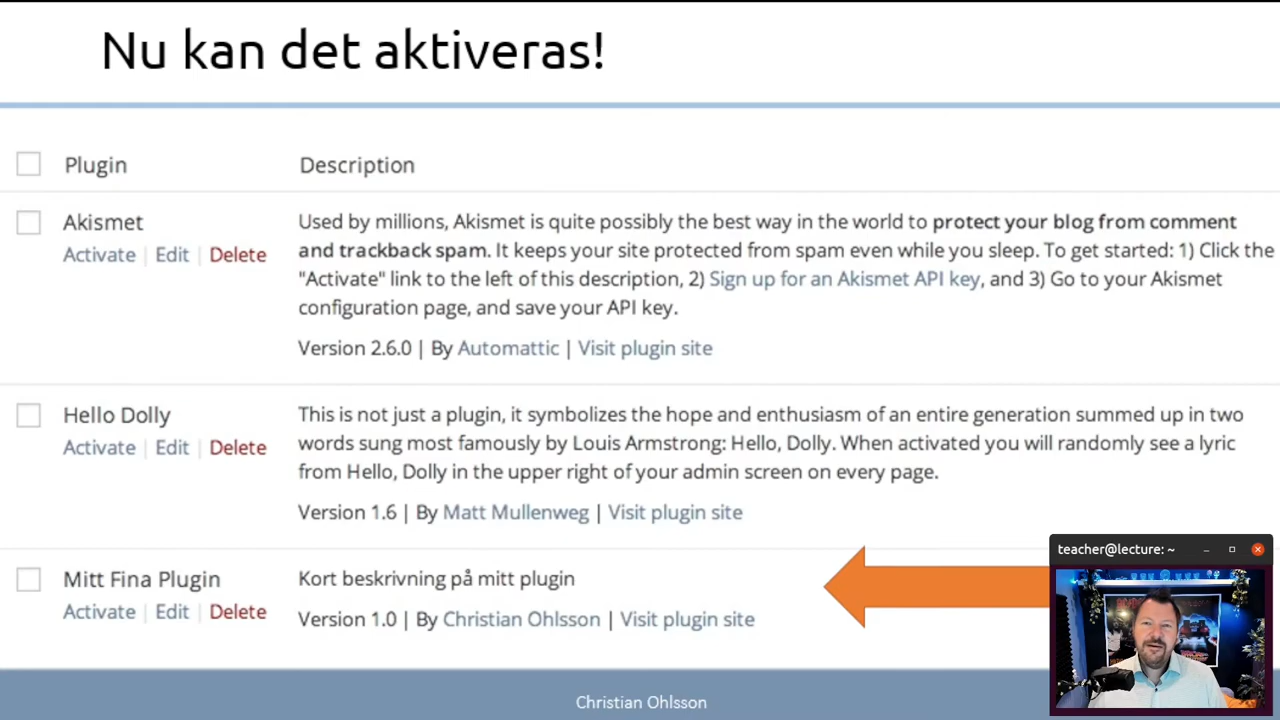 Nu kan det aktiveras!
Plugin Description
Akismet
Activate | Edit | Delete
Used by millions, Akismet is quite possibly the best way in the world to protect your blog from comment
and trackback spam. It keeps your site protected from spam even while you sleep. To get started: 1) Click the
"Activate" link to the left of this description, 2) Sign up for an Akismet API key, and 3) Go to your Akismet
configuration page, and save your API key.
Version 2.6.0 | By Automattic | Visit plugin site
Hello Dolly
Activate | Edit | Delete
This is not just a plugin, it symbolizes the hope and enthusiasm of an entire generation summed up in two
words sung most famously by Louis Armstrong: Hello, Dolly. When activated you will randomly see a lyric
from Hello, Dolly in the upper right of your admin screen on every page.
Version 1.6 | By Matt Mullenweg | Visit plugin site
Mitt Fina Plugin
Activate | Edit | Delete
Kort beskrivning på mitt plugin
Version 1.0 | By Christian Ohlsson | Visit plugin site
teacher@lecture: ~
Christian Ohlsson